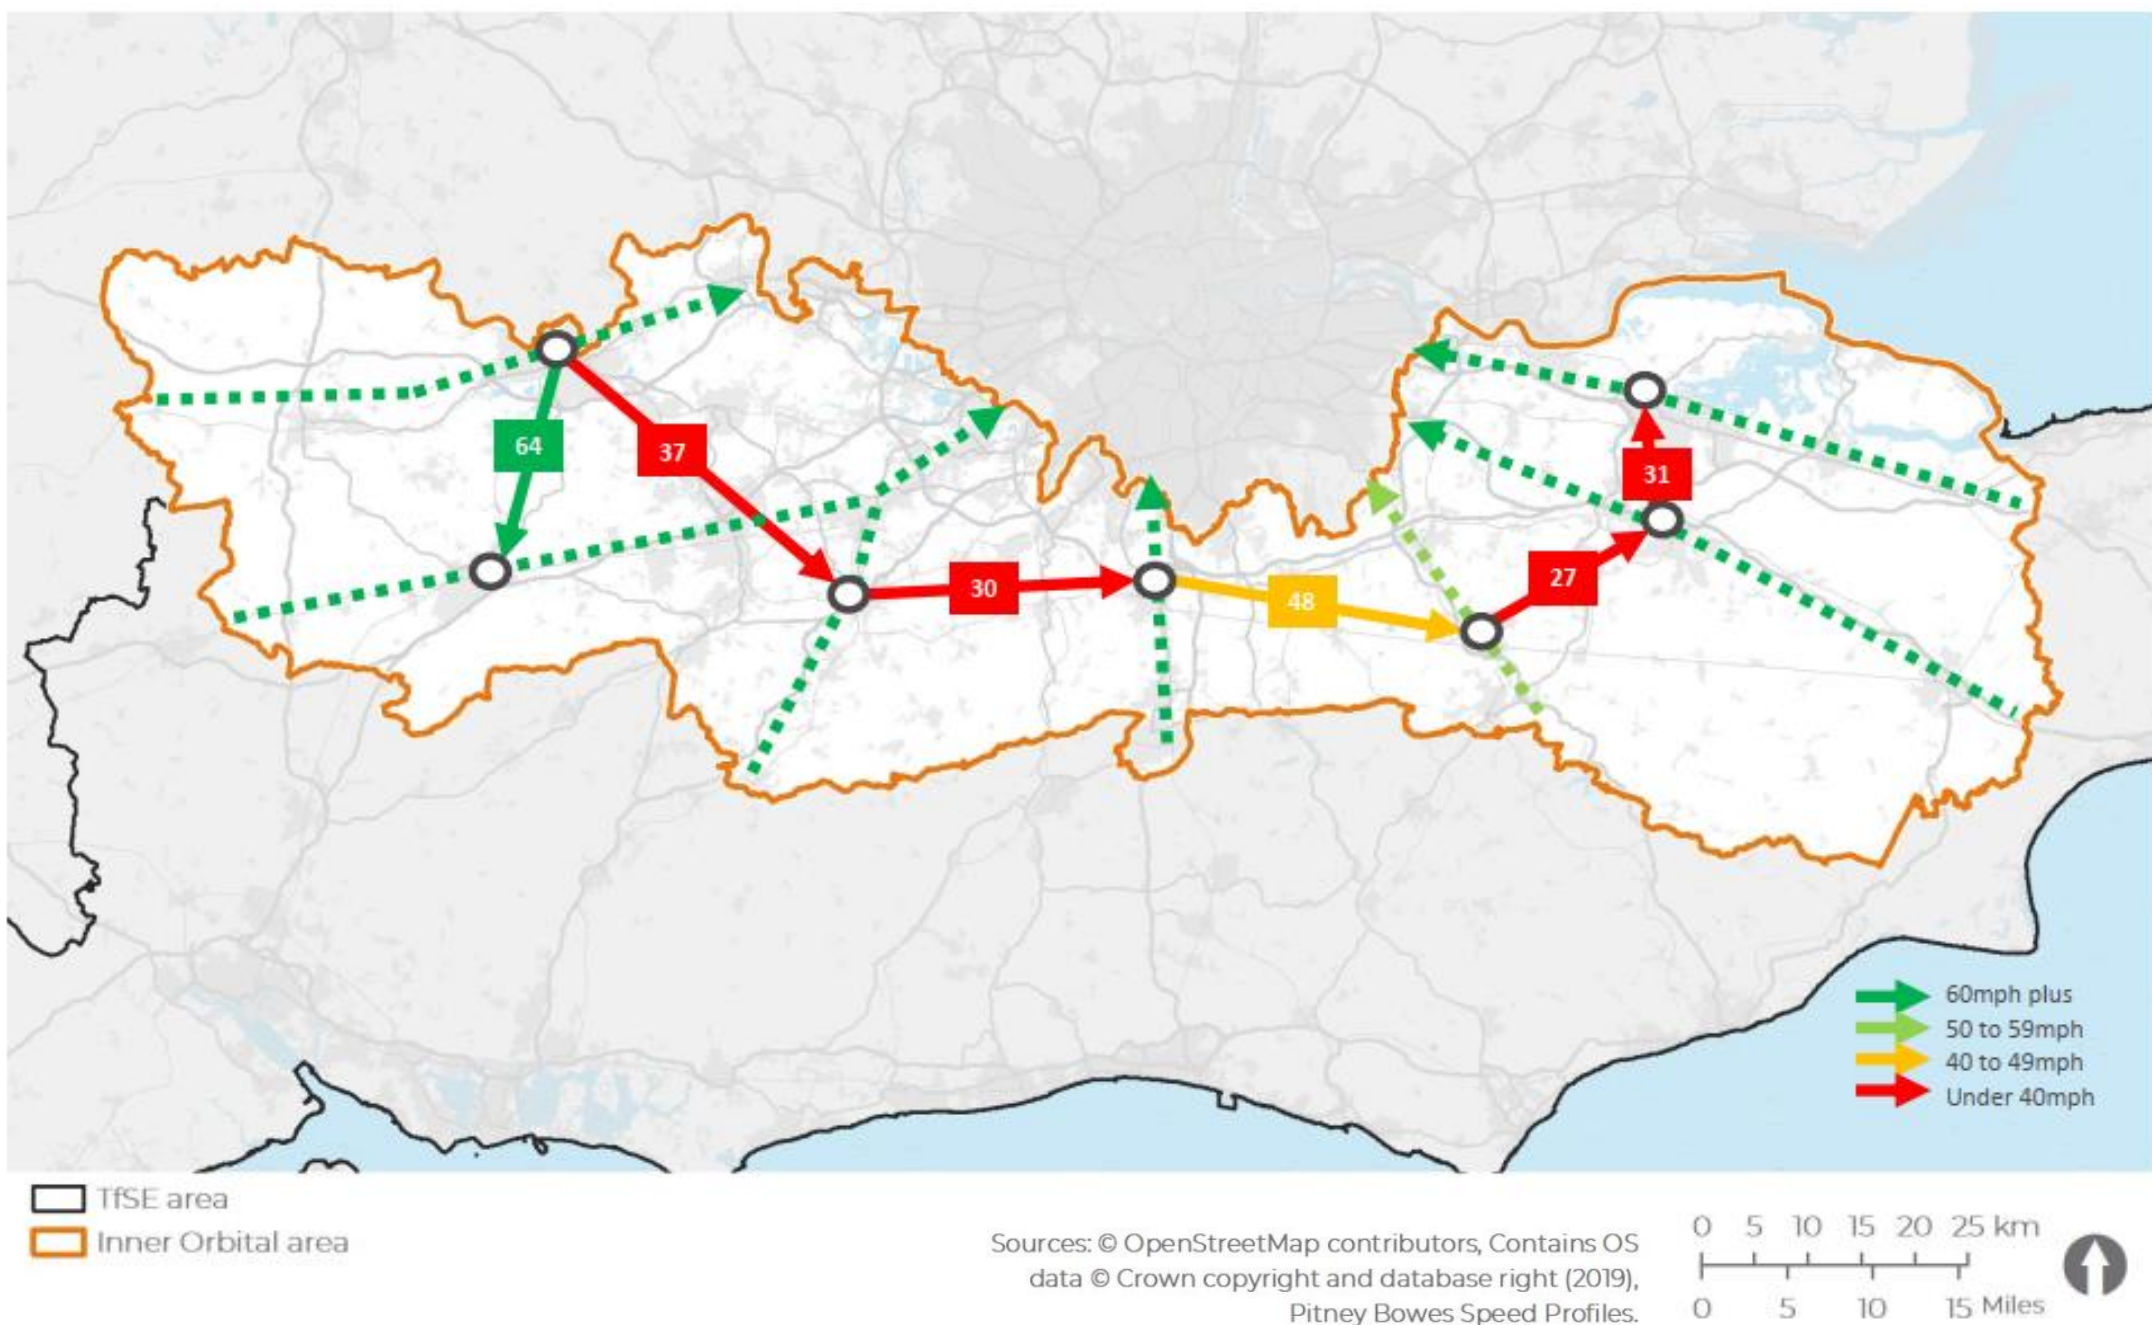 64
37
31
27
30
48
60mph plus
50 to 59mph
40 to 49mph
Under 40mph
TfSE area
Inner Orbital area
Sources: © OpenStreetMap contributors, Contains OS
data © Crown copyright and database right (2019),
Pitney Bowes Speed Profiles.
0 5 10 15 20 25 km
0 5 10 15 Miles